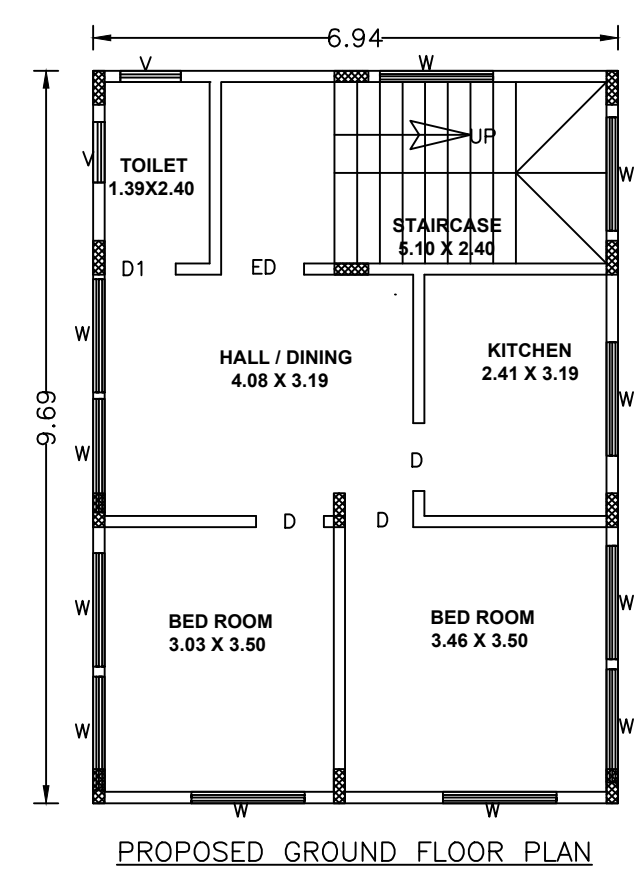 6.94
V
W
V
TOILET
1.39X2.40
UP
W
STAIRCASE
5.10 X 2.40
D1
ED
W
HALL / DINING
4.08 X 3.19
KITCHEN
2.41 X 3.19
W
9.69
W
D
D
D
W
BED ROOM
3.03 X 3.50
BED ROOM
3.46 X 3.50
W
W
W
W
W
PROPOSED GROUND FLOOR PLAN